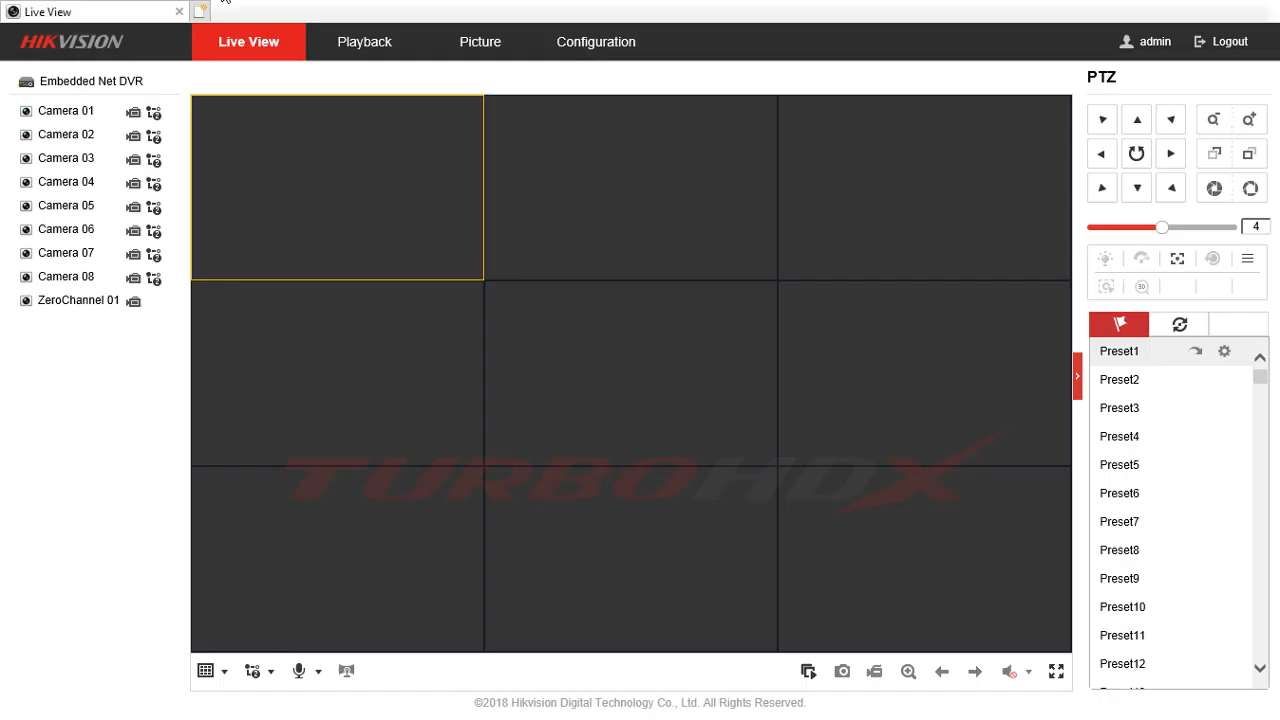 Live View
HIKVISION
Live View
Playback
Picture
Configuration
admin
Logout
Embedded Net DVR
Camera 01
Camera 02
Camera 03
Camera 04
Camera 05
Camera 06
Camera 07
Camera 08
ZeroChannel 01
TURBOHDX
PTZ
4
3D
Preset1
Preset2
Preset3
Preset4
Preset5
Preset6
Preset7
Preset8
Preset9
Preset10
Preset11
Preset12
©2018 Hikvision Digital Technology Co., Ltd. All Rights Reserved.